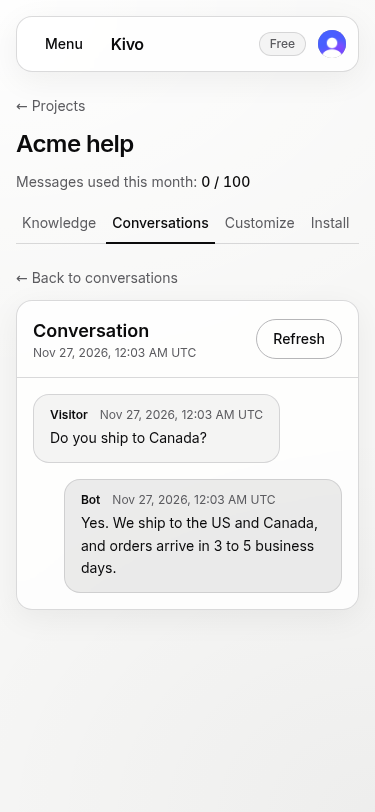 Menu Kivo Free
← Projects
Acme help
Messages used this month: 0 / 100
Knowledge Conversations Customize Install
← Back to conversations
Conversation
Nov 27, 2026, 12:03 AM UTC
Refresh
Visitor Nov 27, 2026, 12:03 AM UTC
Do you ship to Canada?
Bot Nov 27, 2026, 12:03 AM UTC
Yes. We ship to the US and Canada,
and orders arrive in 3 to 5 business
days.